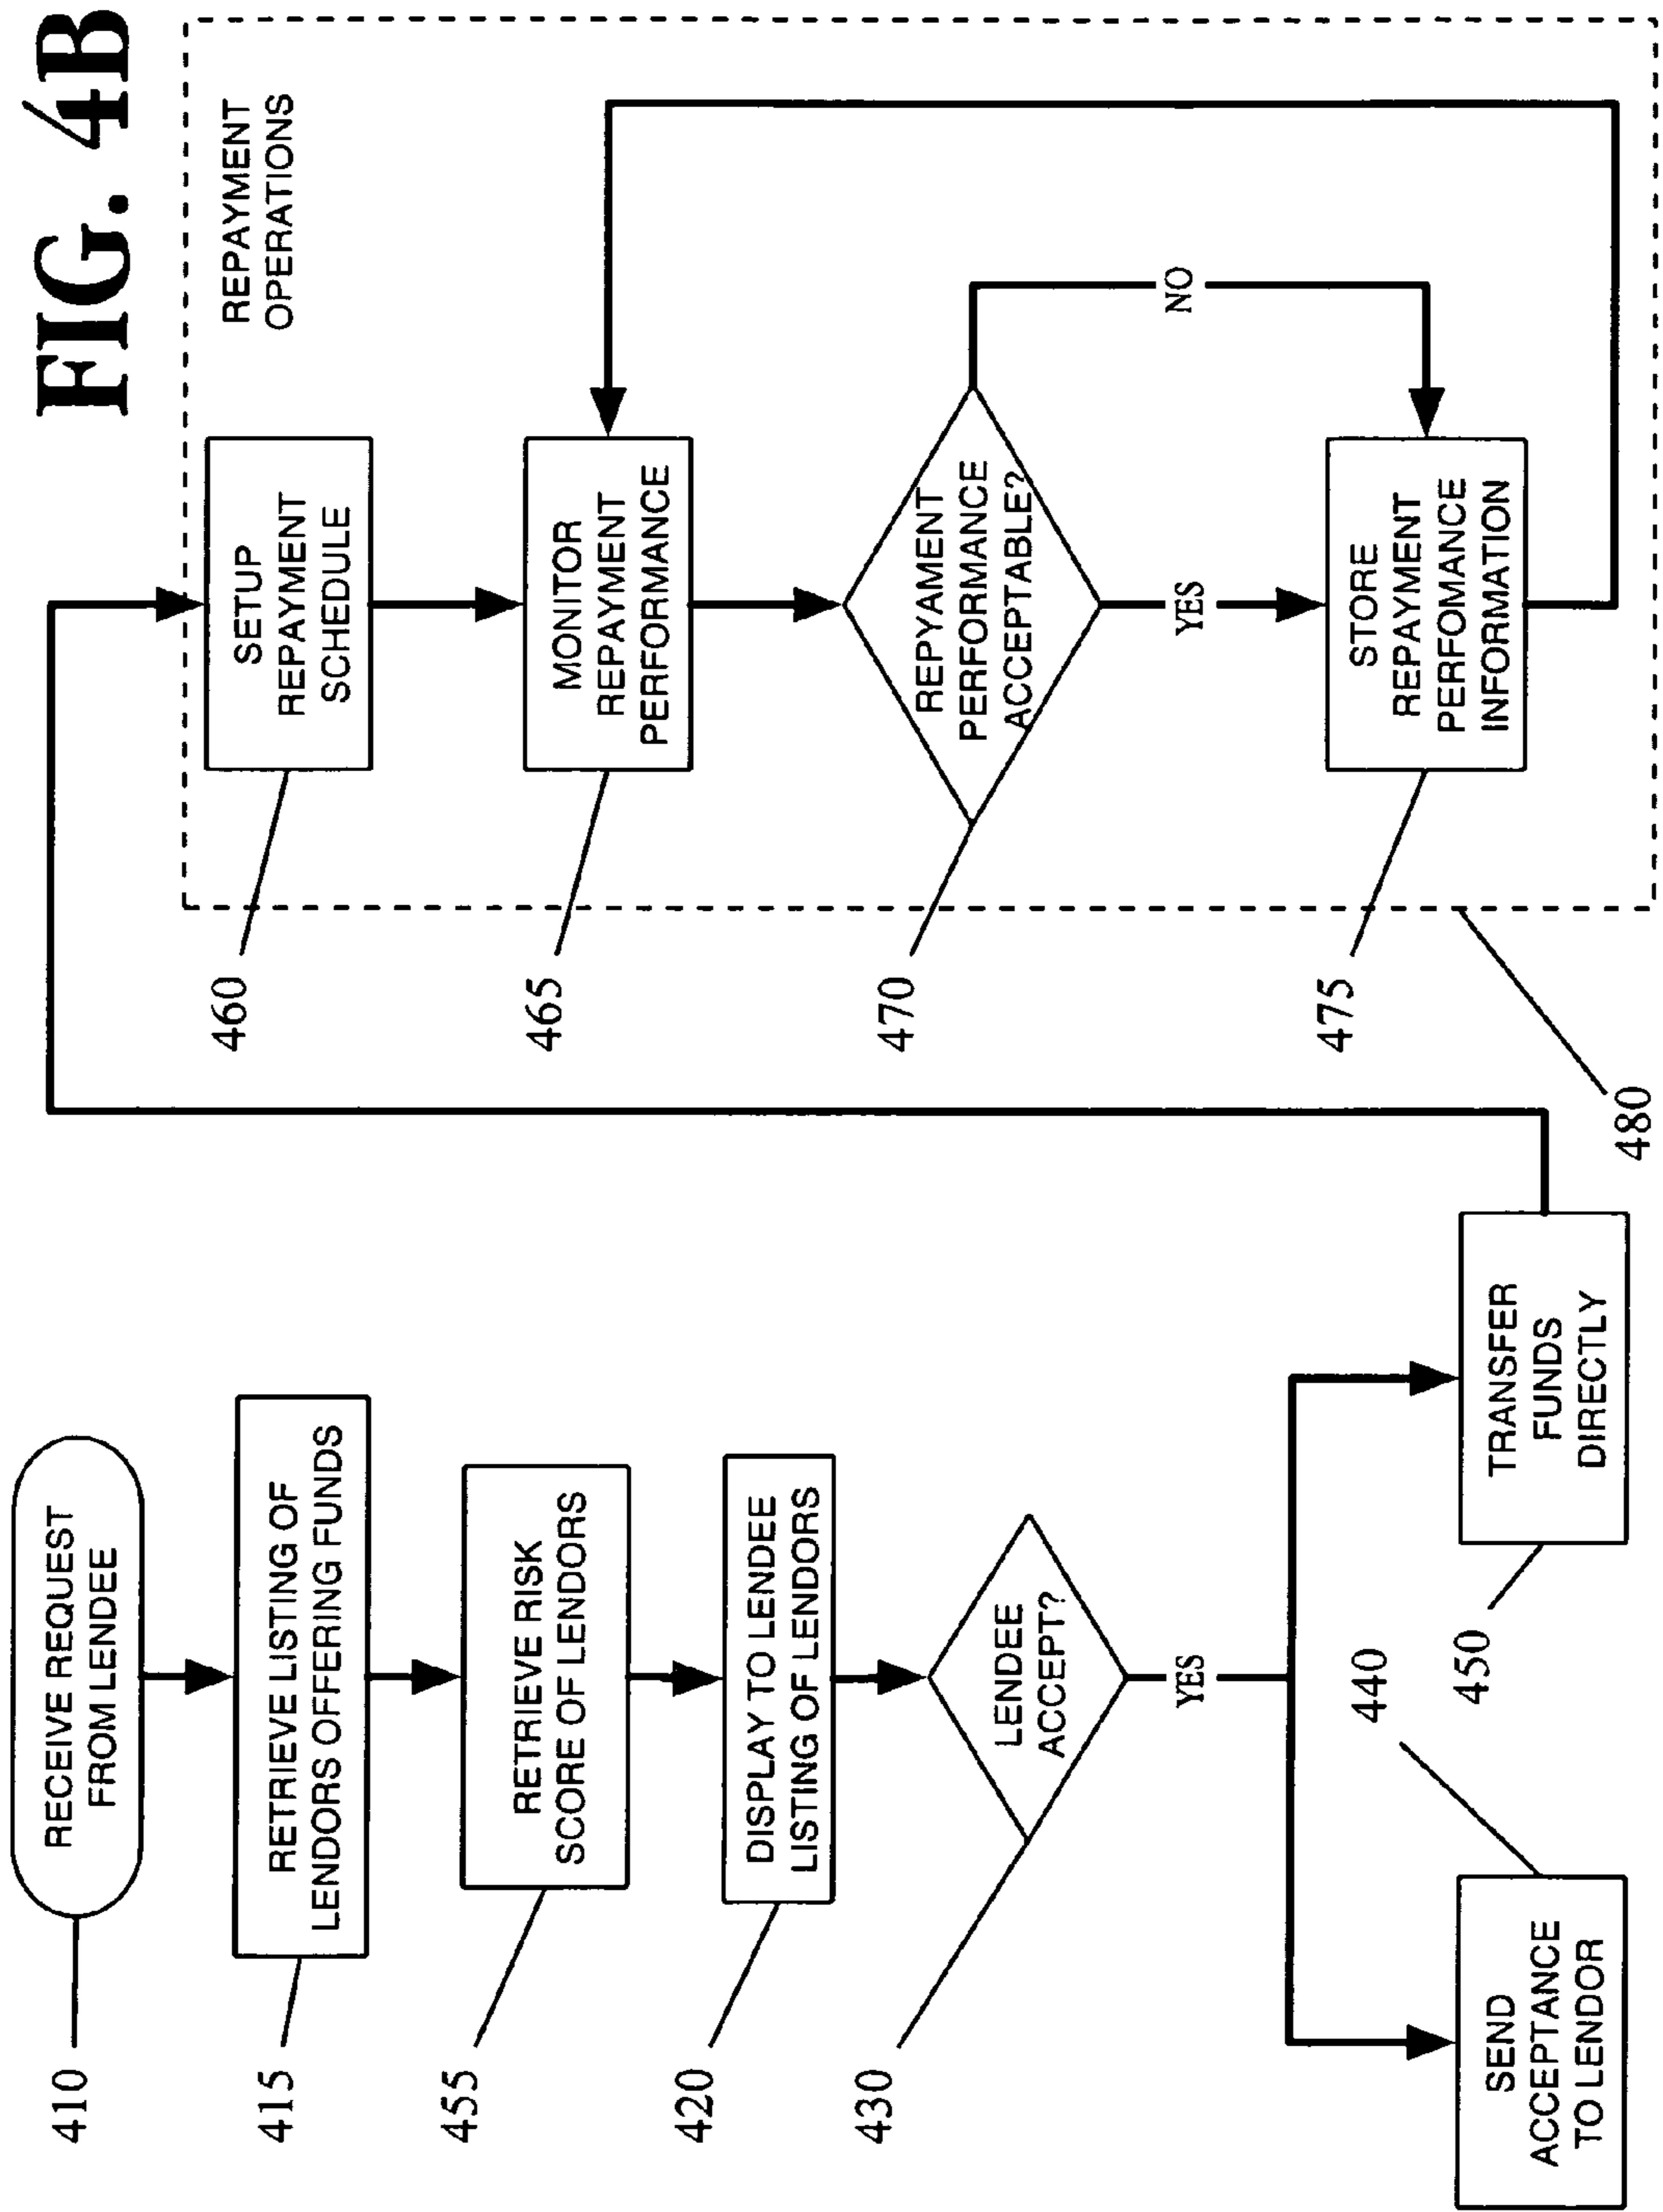 FIG. 4B
410
RECEIVE REQUEST
FROM LENDEE
415
RETRIEVE LISTING OF
LENDORS OFFERING FUNDS
455
RETRIEVE RISK
SCORE OF LENDORS
420
DISPLAY TO LENDEE
LISTING OF LENDORS
430
LENDEE
ACCEPT?
YES
440
SEND
ACCEPTANCE
TO LENDOR
450
TRANSFER
FUNDS
DIRECTLY
REPAYMENT
OPERATIONS
460
SETUP
REPAYMENT
SCHEDULE
465
MONITOR
REPAYMENT
PERFORMANCE
470
REPYAMENT
PERFORMANCE
ACCEPTABLE?
NO
YES
475
STORE
REPAYMENT
PERFOMANCE
INFORMATION
480